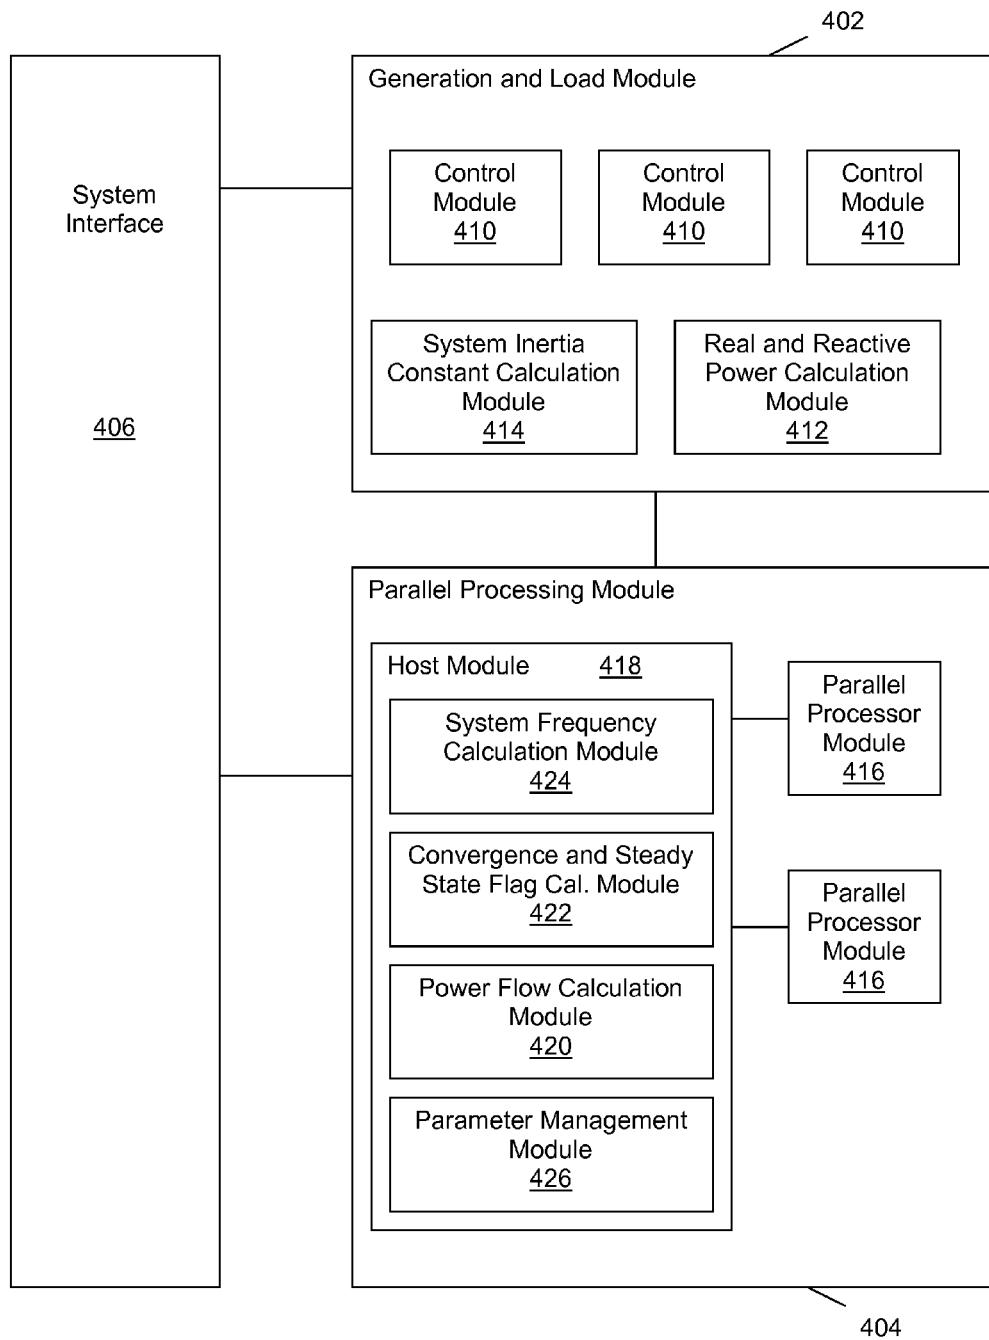 402
System
Interface
406
Generation and Load Module
Control
Module
410
Control
Module
410
Control
Module
410
System Inertia
Constant Calculation
Module
414
Real and Reactive
Power Calculation
Module
412
Parallel Processing Module
Host Module 418
System Frequency
Calculation Module
424
Convergence and Steady
State Flag Cal. Module
422
Power Flow Calculation
Module
420
Parameter Management
Module
426
Parallel
Processor
Module
416
Parallel
Processor
Module
416
404